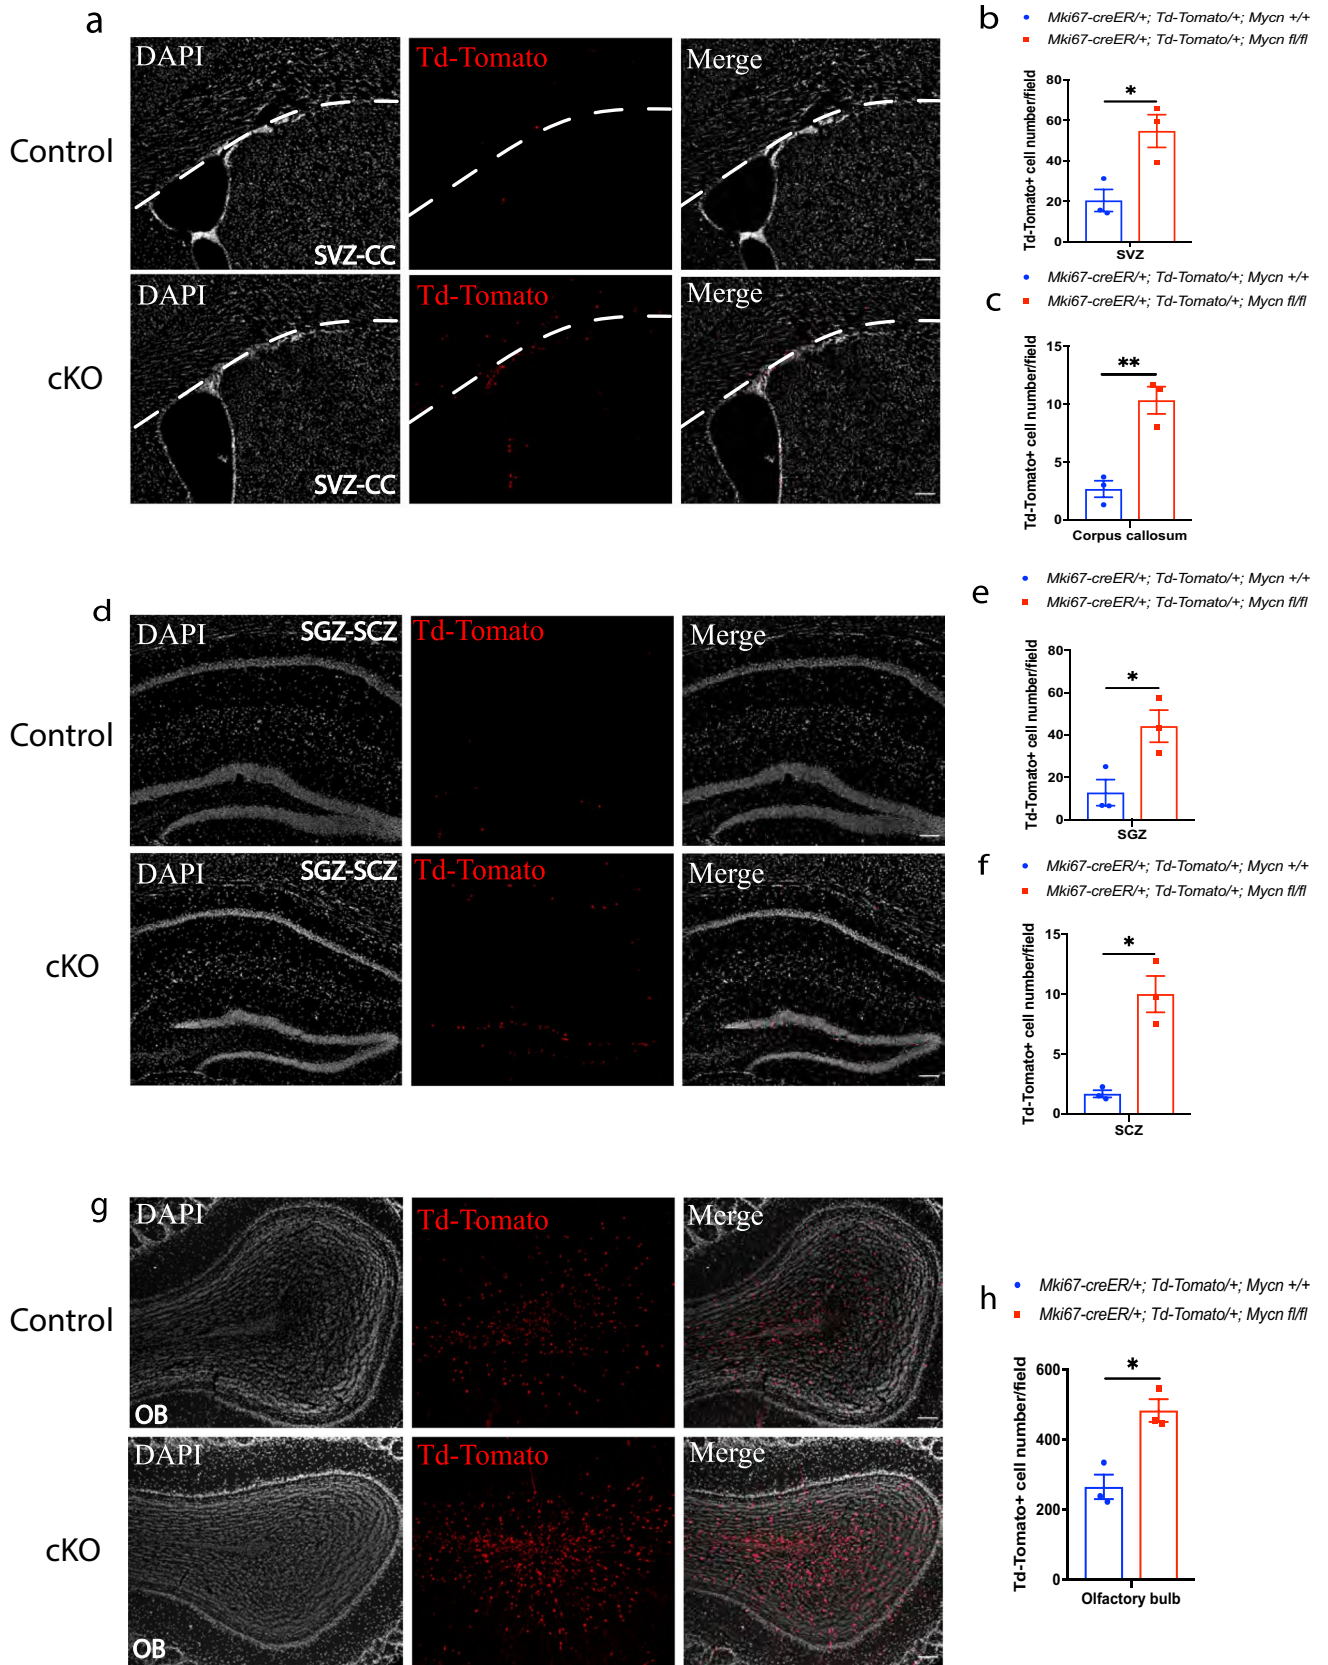 a
DAPI
Td-Tomato
Merge
Control
SVZ-CC
DAPI
Td-Tomato
Merge
cKO
SVZ-CC
b
Mki67-creER/+; Td-Tomato/+; Mycn +/+
Mki67-creER/+; Td-Tomato/+; Mycn fl/fl
Td-Tomato+ cell number/field
80
60
40
20
0
*
SVZ
c
Mki67-creER/+; Td-Tomato/+; Mycn +/+
Mki67-creER/+; Td-Tomato/+; Mycn fl/fl
Td-Tomato+ cell number/field
15
10
5
0
**
Corpus callosum
d
DAPI
SGZ-SCZ
Td-Tomato
Merge
Control
DAPI
SGZ-SCZ
Td-Tomato
Merge
cKO
e
Mki67-creER/+; Td-Tomato/+; Mycn +/+
Mki67-creER/+; Td-Tomato/+; Mycn fl/fl
Td-Tomato+ cell number/field
80
60
40
20
0
*
SGZ
f
Mki67-creER/+; Td-Tomato/+; Mycn +/+
Mki67-creER/+; Td-Tomato/+; Mycn fl/fl
Td-Tomato+ cell number/field
15
10
5
0
*
SCZ
g
DAPI
Td-Tomato
Merge
Control
OB
DAPI
Td-Tomato
Merge
cKO
OB
h
Mki67-creER/+; Td-Tomato/+; Mycn +/+
Mki67-creER/+; Td-Tomato/+; Mycn fl/fl
Td-Tomato+ cell number/field
600
400
200
0
*
Olfactory bulb